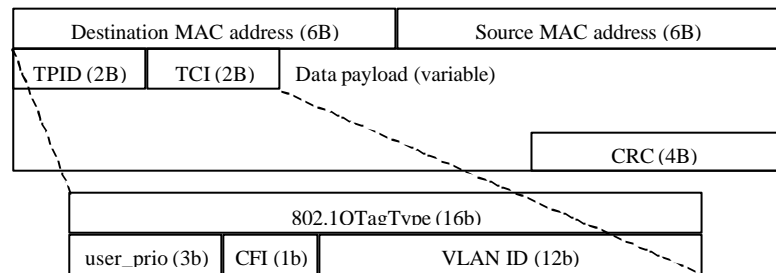 Destination MAC address (6B) Source MAC address (6B)
TPID (2B) TCI (2B) Data payload (variable)
CRC (4B)
802.1QTagType (16b)
user_prio (3b) CFI (1b) VLAN ID (12b)